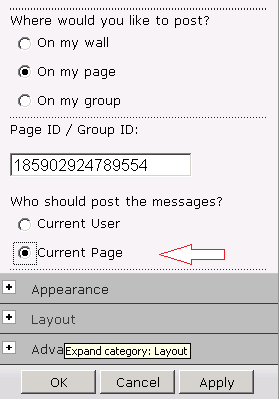 Where would you like to post?
On my wall
On my page
On my group
Page ID / Group ID:
185902924789554
Who should post the messages?
Current User
Current Page
Appearance
Layout
Adva
Expand category: Layout
OK Cancel Apply